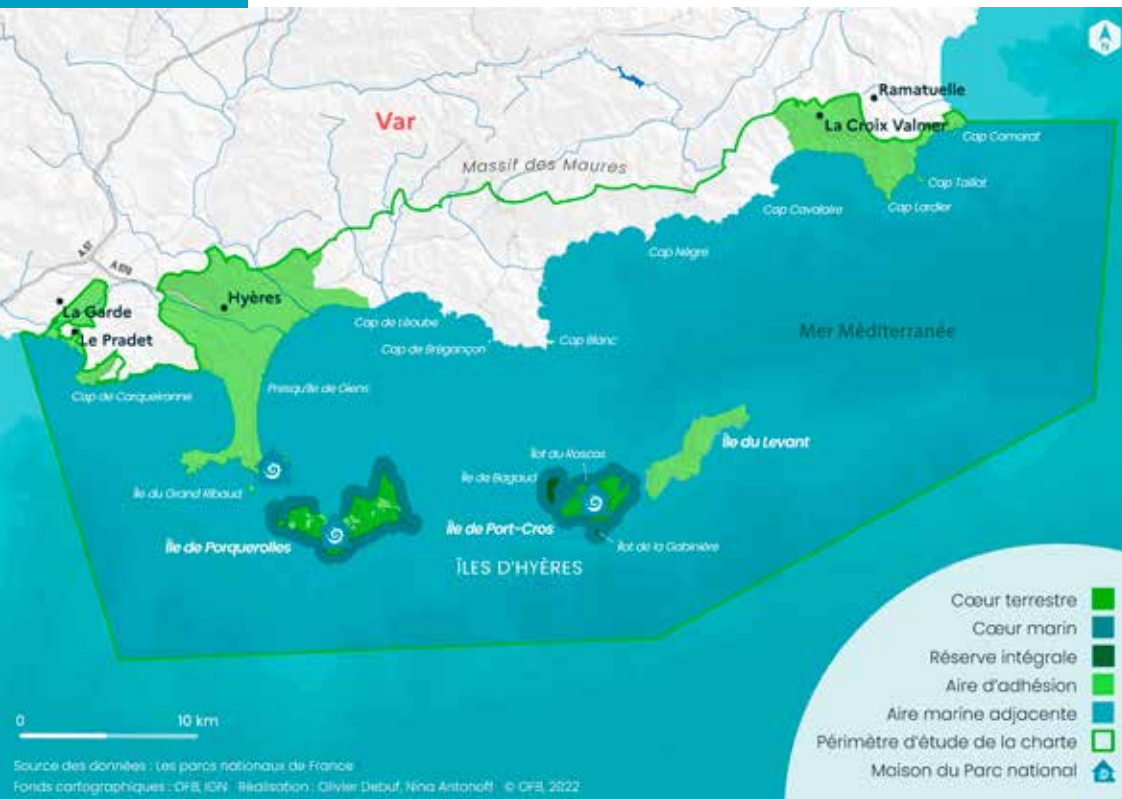 N
Ramatuelle
La Croix Valmer
Var
Cap Camarat
Massif des Maures
Cap Taillat
Cap Lardier
Cap Cavalaire
Cap Nègre
A 57
A 570
Hyères
La Garde
Le Pradet
Cap de Léoube
Cap Blanc
Cap de Brégançon
Mer Méditerranée
Presqu'île de Giens
Cap de Carqueiranne
Île du Levant
Îlot du Rascas
Île de Bagaud
Île du Grand Ribaud
Île de Port-Cros
Île de Porquerolles
Îlot de la Gabinière
ÎLES D'HYÈRES
Cœur terrestre
Cœur marin
Réserve intégrale
Aire d'adhésion
Aire marine adjacente
Périmètre d'étude de la charte
Maison du Parc national
0 10 km
Source des données : Les parcs nationaux de France
Fonds cartographiques : OFB, IGN Réalisation : Olivier Debuf, Nina Antonoff © OFB, 2022